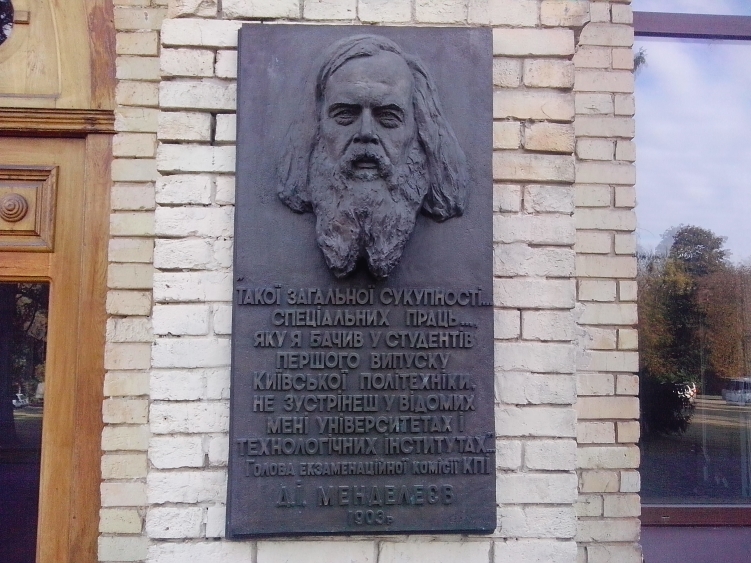 "ТАКОЇ ЗАГАЛЬНОЇ СУКУПНОСТІ...
СПЕЦІАЛЬНИХ ПРАЦЬ...,
ЯКУ Я БАЧИВ У СТУДЕНТІВ
ПЕРШОГО ВИПУСКУ
КИЇВСЬКОЇ ПОЛІТЕХНІКИ,
НЕ ЗУСТРІНЕШ У ВІДОМИХ
МЕНІ УНІВЕРСИТЕТАХ І
ТЕХНОЛОГІЧНИХ ІНСТИТУТАХ"...
ГОЛОВА ЕКЗАМЕНАЦІЙНОЇ КОМІСІЇ КПІ
Д.І. МЕНДЕЛЕЄВ
1903р